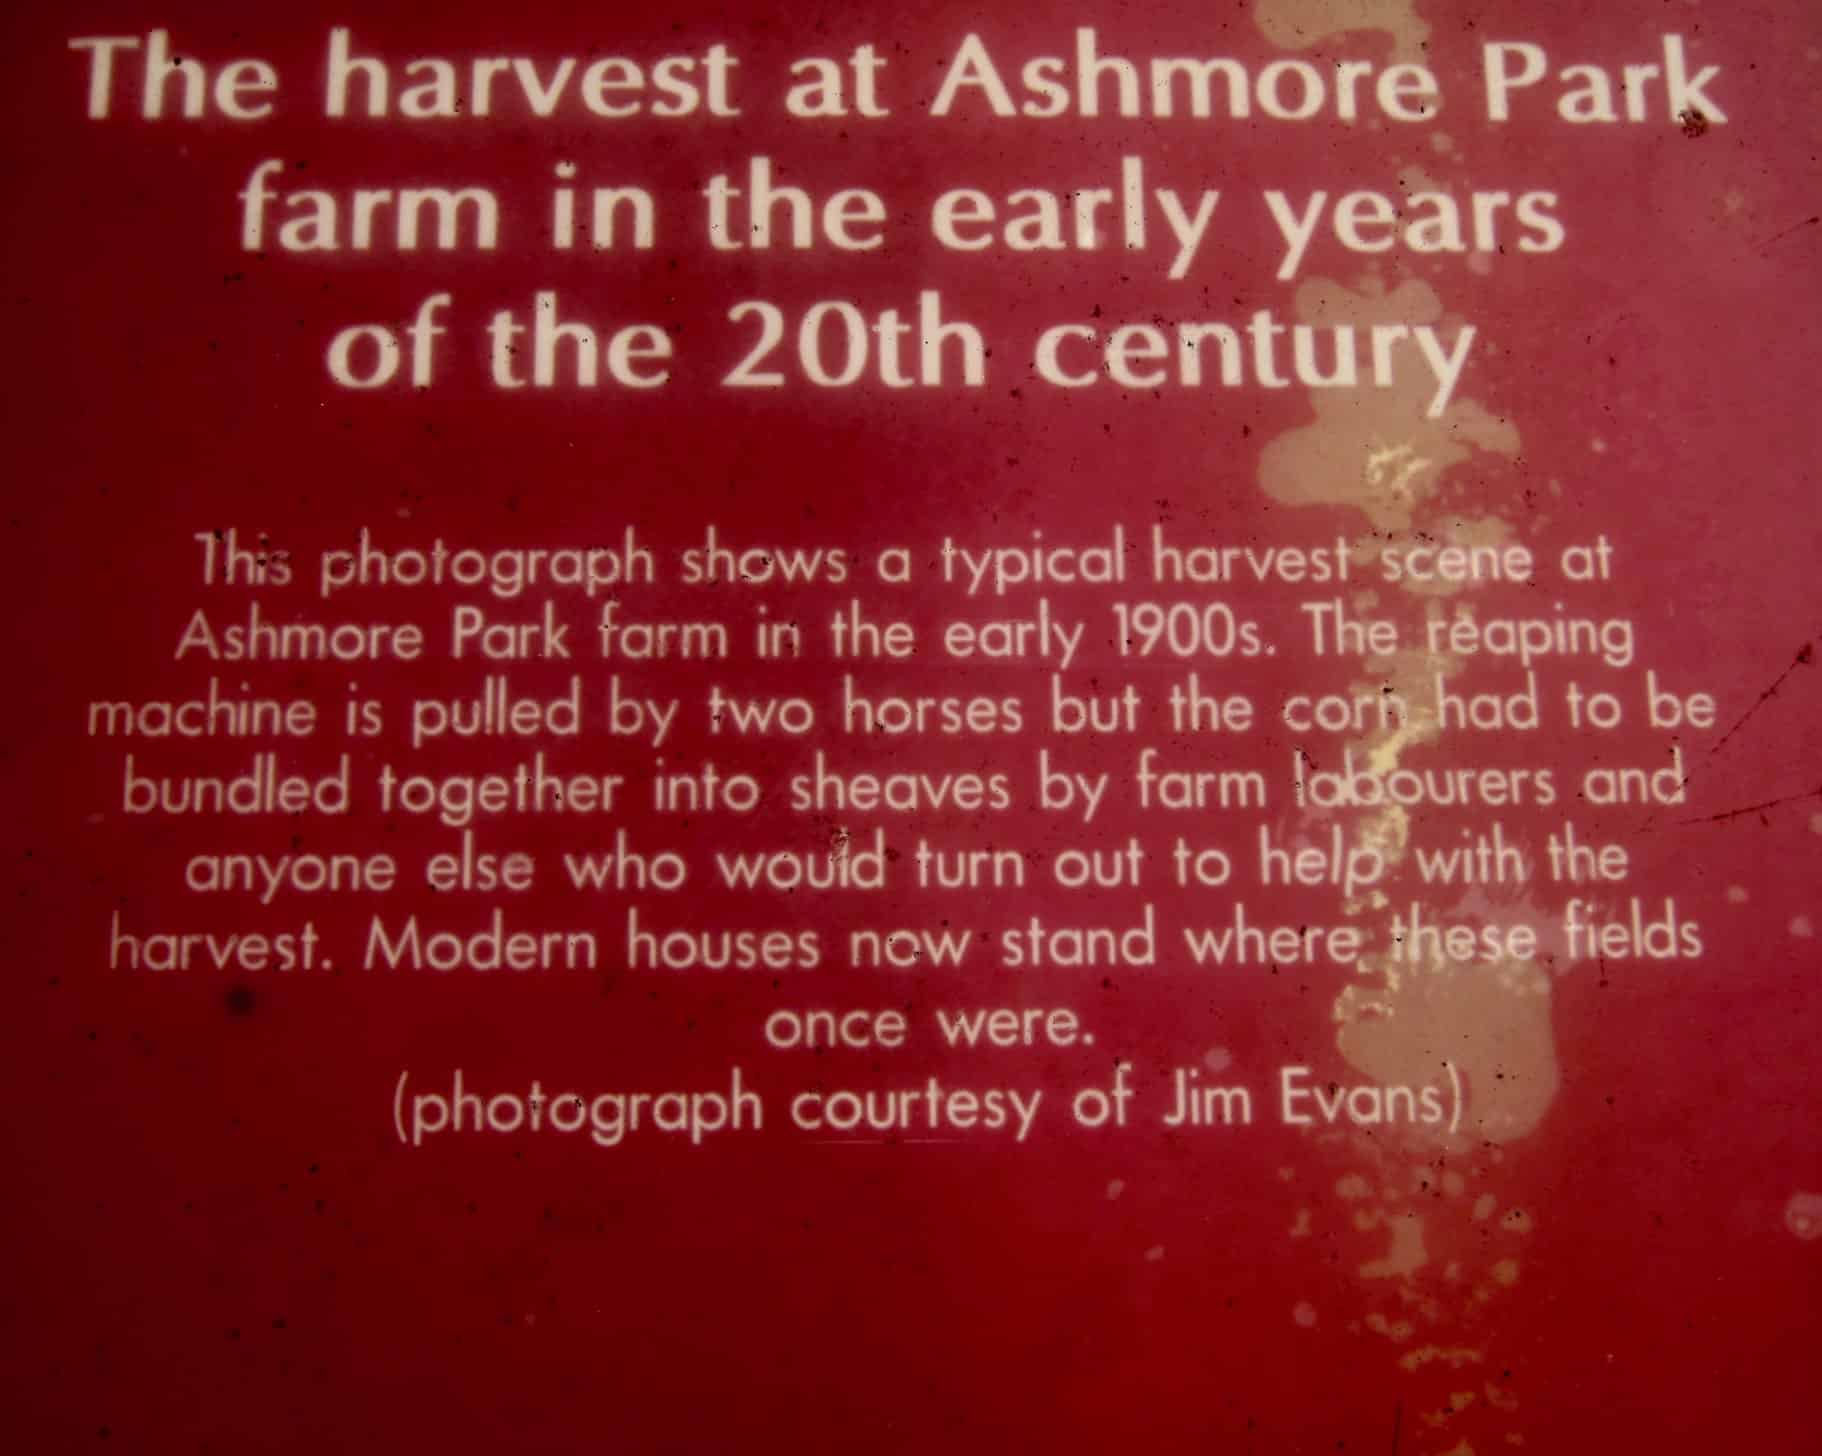 The harvest at Ashmore Park
farm in the early years
of the 20th century
This photograph shows a typical harvest scene at
Ashmore Park farm in the early 1900s. The reaping
machine is pulled by two horses but the corn had to be
bundled together into sheaves by farm labourers and
anyone else who would turn out to help with the
harvest. Modern houses now stand where these fields
once were.
(photograph courtesy of Jim Evans)